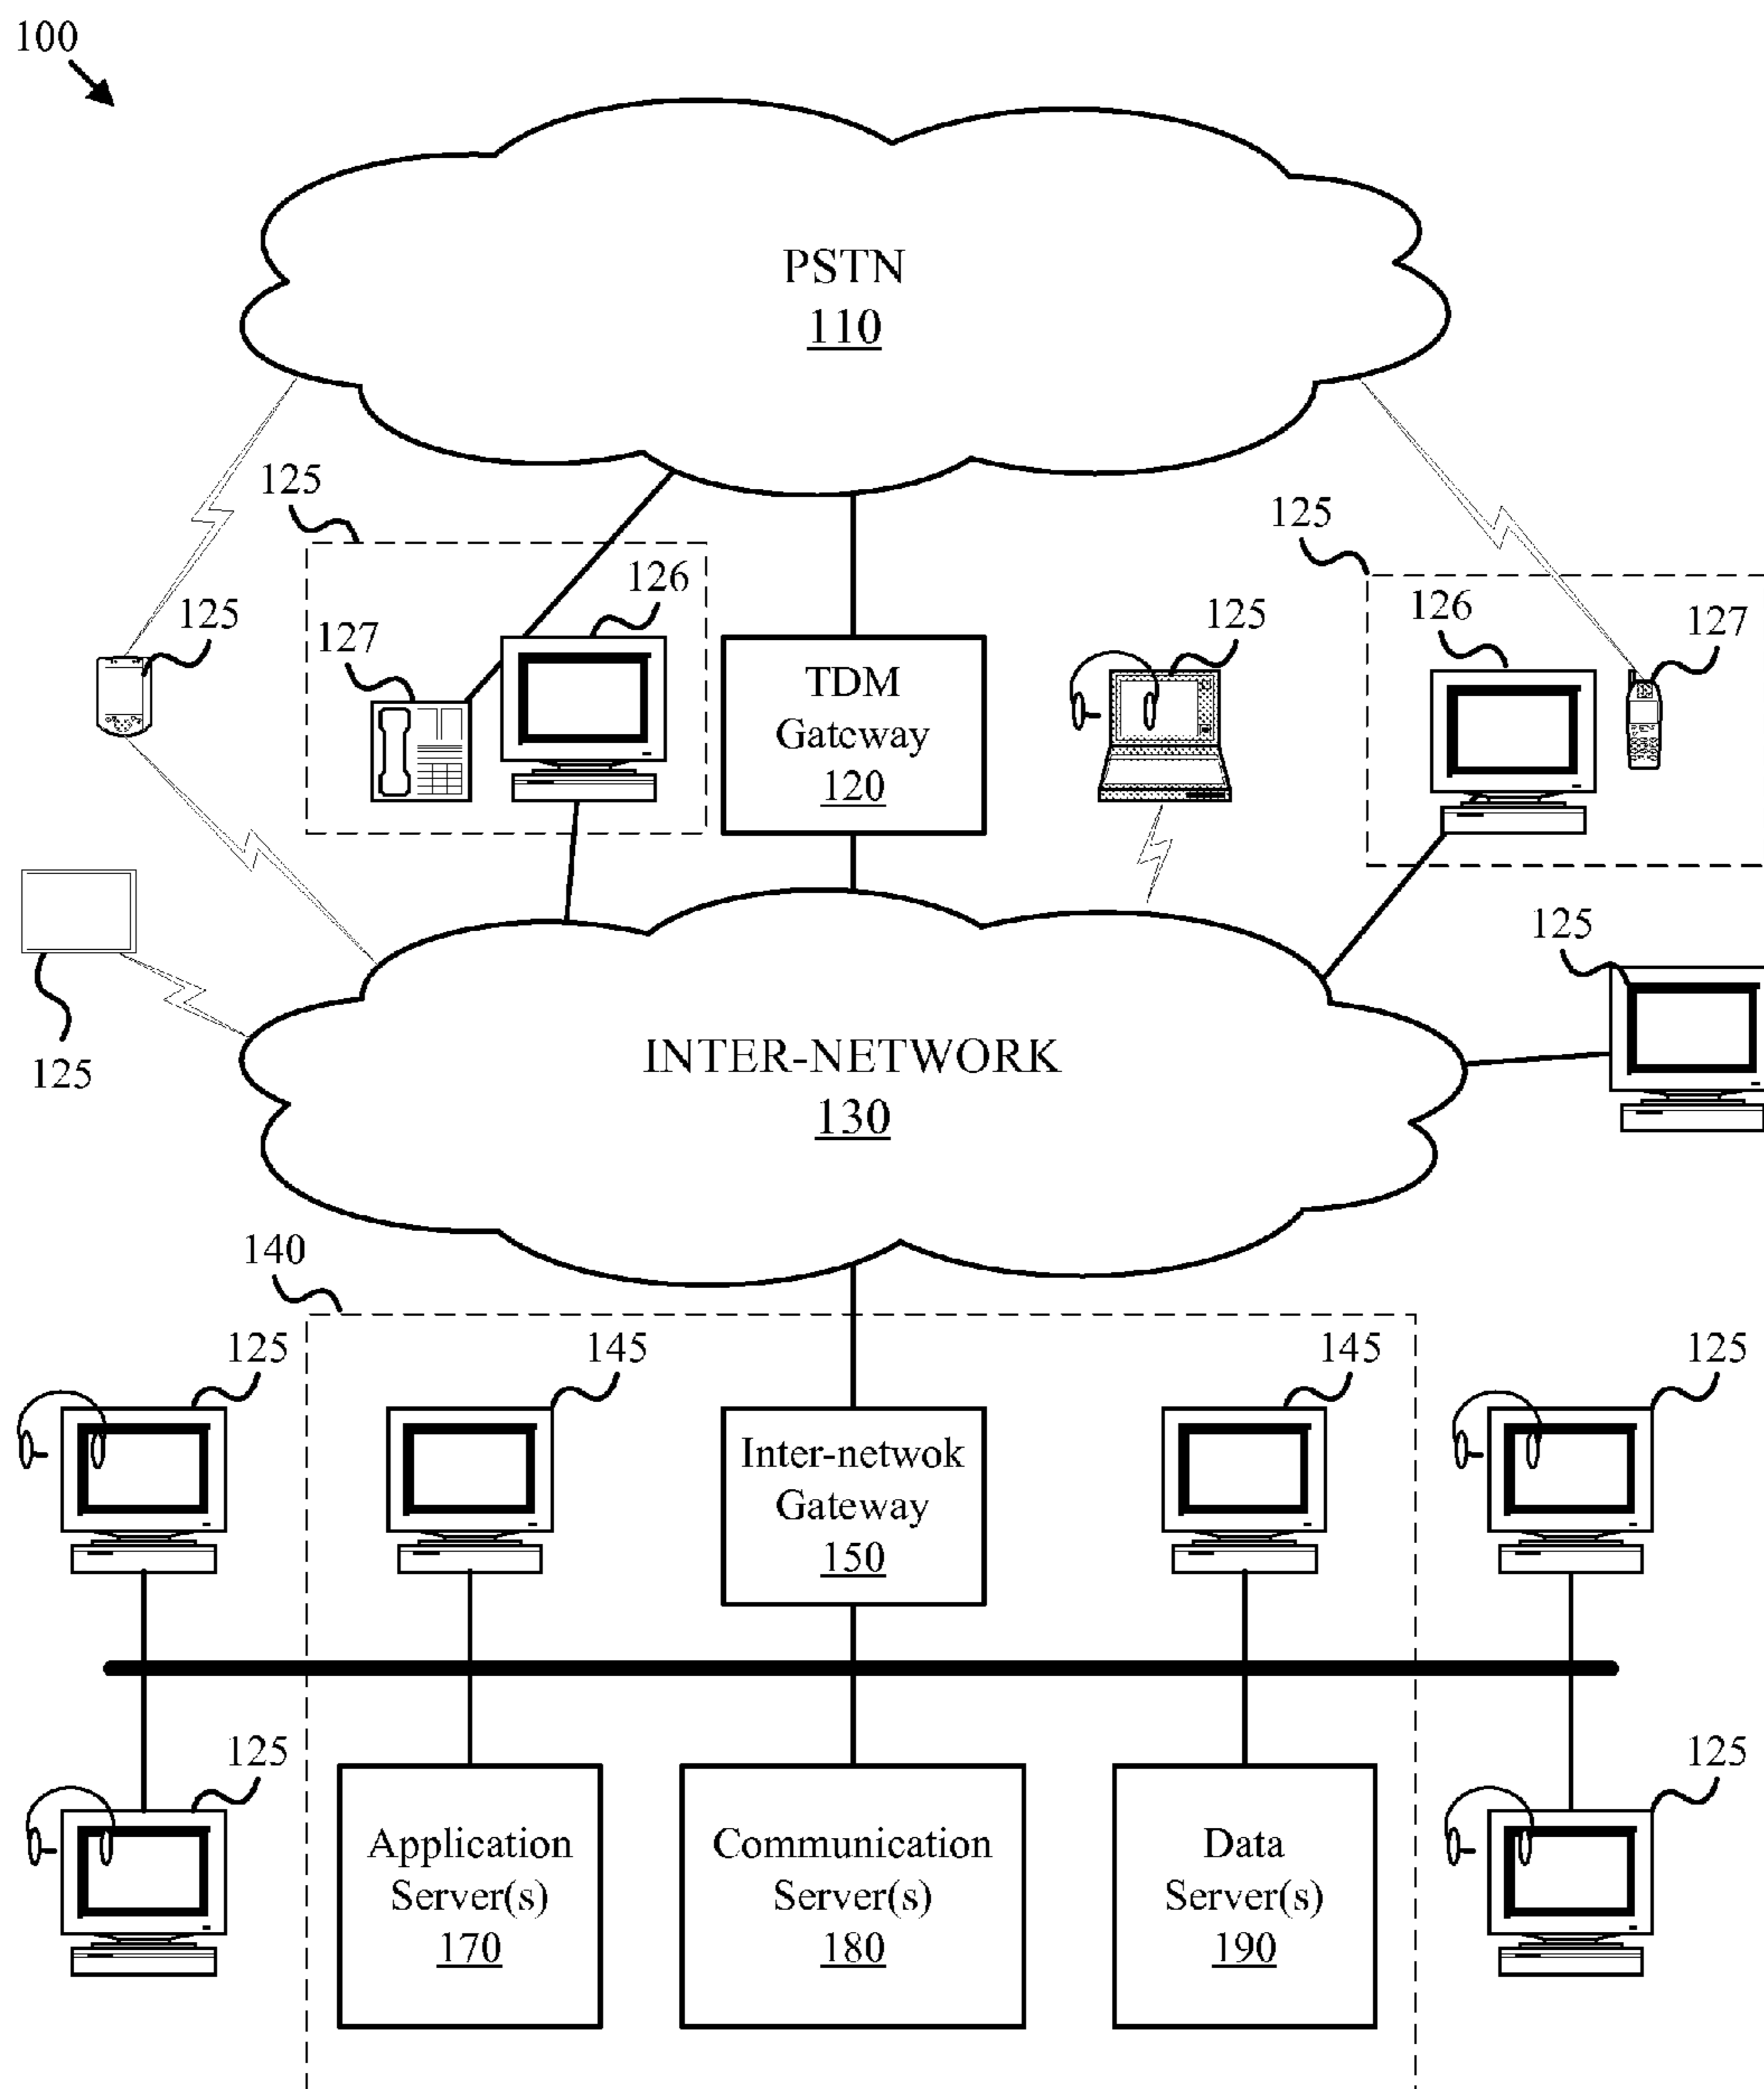 100
PSTN
110
125
125
126
125
126
127
125
127
125
TDM
Gateway
120
125
125
INTER-NETWORK
130
140
125
145
145
125
Inter-netwok
Gateway
150
125
125
Application
Server(s)
170
Communication
Server(s)
180
Data
Server(s)
190